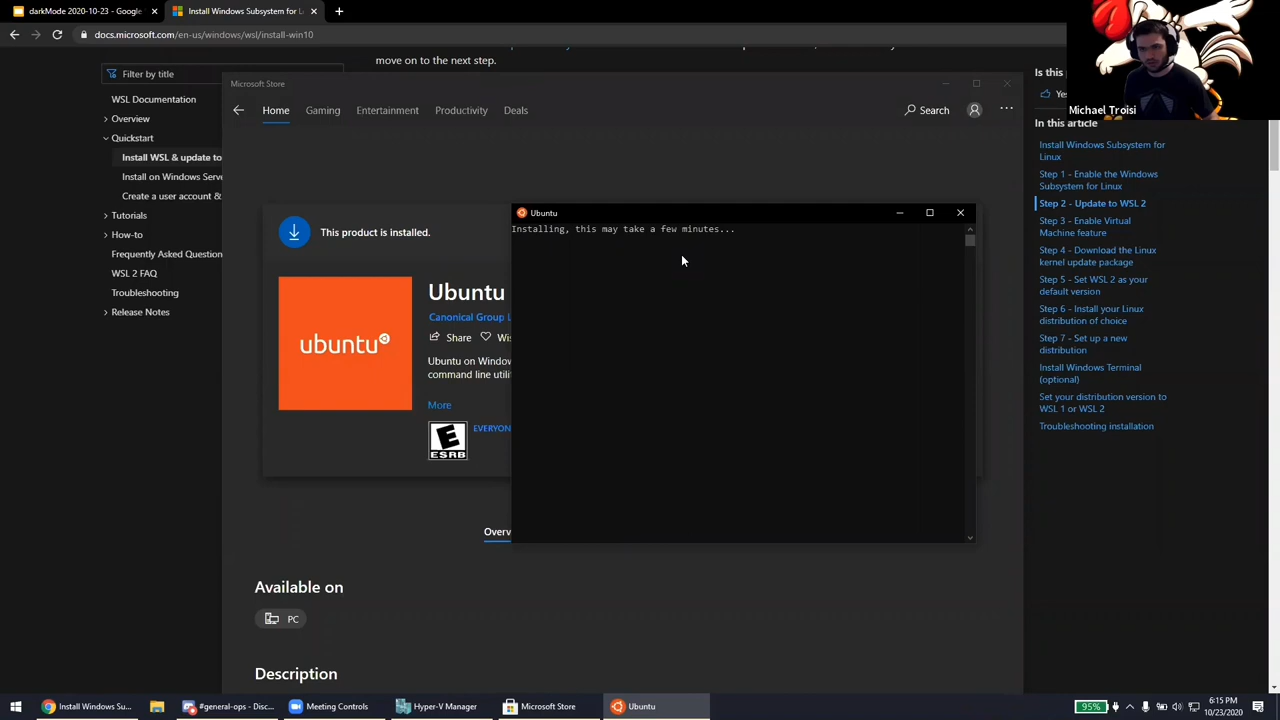 darkMode 2020-10-23 - Google
Install Windows Subsystem for L
docs.microsoft.com/en-us/windows/wsl/install-win10
move on to the next step.
Filter by title
WSL Documentation
Overview
Quickstart
Install WSL & update to
Install on Windows Serv
Create a user account &
Tutorials
How-to
Frequently Asked Question
WSL 2 FAQ
Troubleshooting
Release Notes
Microsoft Store
Home
Gaming
Entertainment
Productivity
Deals
Search
This product is installed.
ubuntu
Ubuntu
Canonical Group L
Share
Wis
Ubuntu on Window
command line utili
More
E
ESRB
EVERYON
Overv
Available on
PC
Description
Ubuntu
Installing, this may take a few minutes...
Michael Troisi
Is this p
Yes
In this article
Install Windows Subsystem for
Linux
Step 1 - Enable the Windows
Subsystem for Linux
Step 2 - Update to WSL 2
Step 3 - Enable Virtual
Machine feature
Step 4 - Download the Linux
kernel update package
Step 5 - Set WSL 2 as your
default version
Step 6 - Install your Linux
distribution of choice
Step 7 - Set up a new
distribution
Install Windows Terminal
(optional)
Set your distribution version to
WSL 1 or WSL 2
Troubleshooting installation
Install Windows Su...
#general-ops - Disc...
Meeting Controls
Hyper-V Manager
Microsoft Store
Ubuntu
95%
6:15 PM
10/23/2020